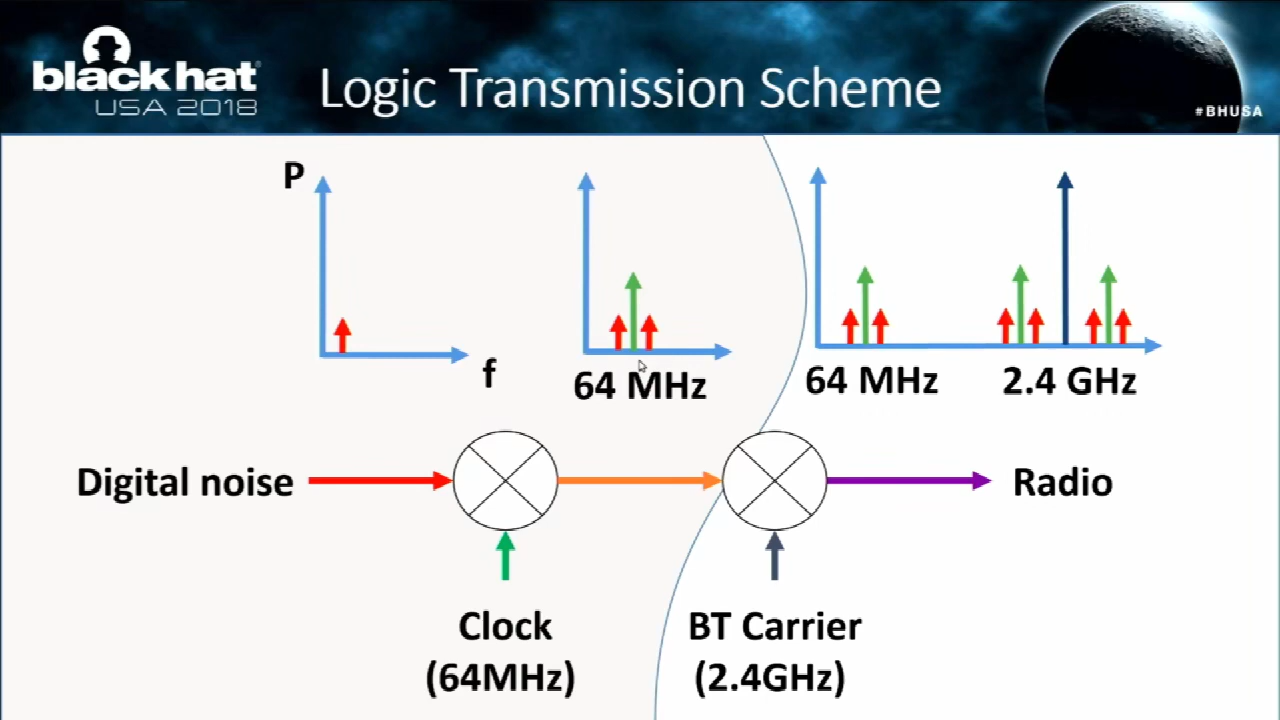 black hat
USA 2018
Logic Transmission Scheme
#BHUSA
P
f
64 MHz
64 MHz
2.4 GHz
Digital noise
Radio
Clock
(64MHz)
BT Carrier
(2.4GHz)